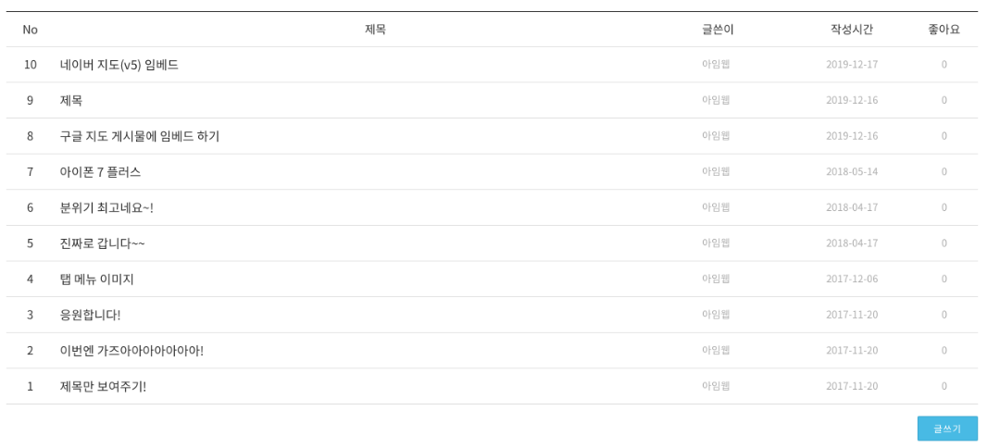 No 제목 글쓴이 작성시간 좋아요
10 네이버 지도(v5) 임베드 아임웹 2019-12-17 0
9 제목 아임웹 2019-12-16 0
8 구글 지도 게시물에 임베드 하기 아임웹 2019-12-16 0
7 아이폰 7 플러스 아임웹 2018-05-14 0
6 분위기 최고네요~! 아임웹 2018-04-17 0
5 진짜로 갑니다~~ 아임웹 2018-04-17 0
4 탭 메뉴 이미지 아임웹 2017-12-06 0
3 응원합니다! 아임웹 2017-11-20 0
2 이번엔 가즈아아아아아아아! 아임웹 2017-11-20 0
1 제목만 보여주기! 아임웹 2017-11-20 0
글쓰기